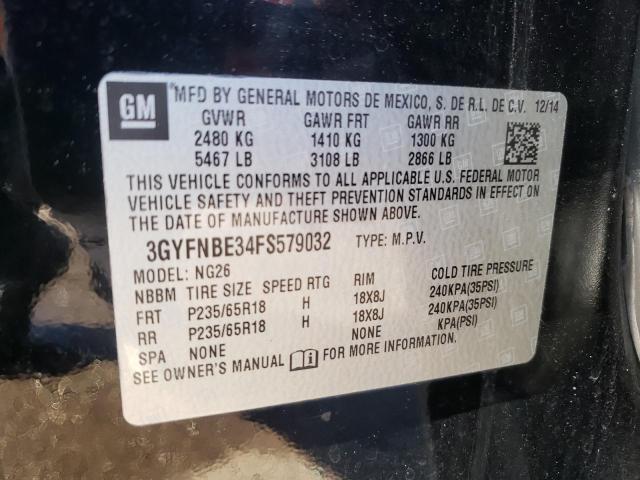 GM ® MFD BY GENERAL MOTORS DE MEXICO, S. DE R.L. DE C.V. 12/14
GVWR GAWR FRT GAWR RR
2480 KG 1410 KG 1300 KG
5467 LB 3108 LB 2866 LB
THIS VEHICLE CONFORMS TO ALL APPLICABLE U.S. FEDERAL MOTOR
VEHICLE SAFETY AND THEFT PREVENTION STANDARDS IN EFFECT ON
THE DATE OF MANUFACTURE SHOWN ABOVE.
3GYFNBE34FS579032 TYPE: M.P.V.
MODEL: NG26
NBBM TIRE SIZE SPEED RTG RIM COLD TIRE PRESSURE
FRT P235/65R18 H 18X8J 240KPA(35PSI)
RR P235/65R18 H 18X8J 240KPA(35PSI)
SPA NONE NONE KPA(PSI)
SEE OWNER'S MANUAL FOR MORE INFORMATION.